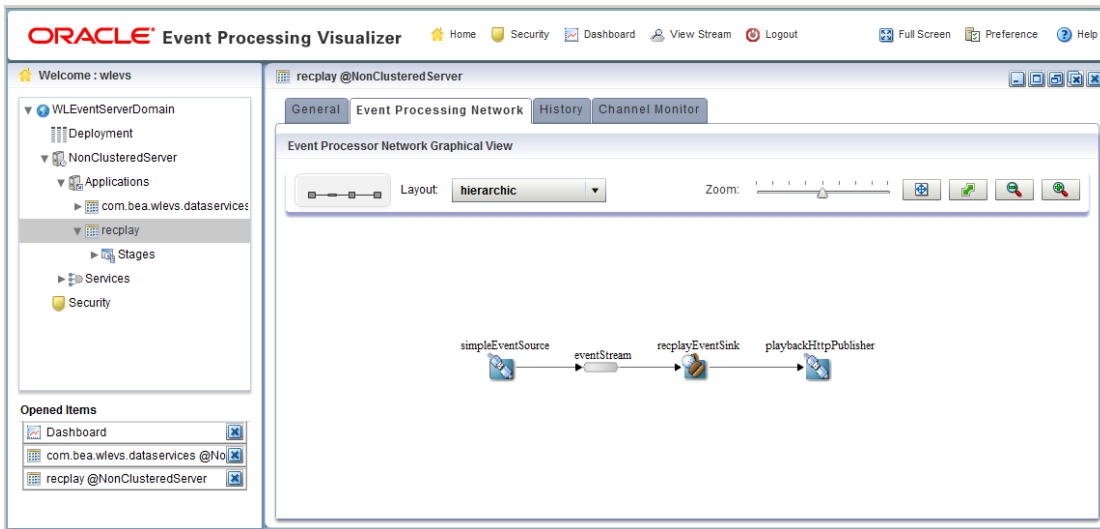 ORACLE Event Processing Visualizer Home Security Dashboard View Stream Logout Full Screen Preference ? Help
Welcome : wlevs
WLEventServerDomain
Deployment
NonClusteredServer
Applications
com.bea.wlevs.dataservices
recplay
Stages
Services
Security
Opened Items
Dashboard
com.bea.wlevs.dataservices @No
recplay @NonClusteredServer
recplay @NonClusteredServer
General Event Processing Network History Channel Monitor
Event Processor Network Graphical View
Layout: hierarchic Zoom:
simpleEventSource eventStream recplayEventSink playbackHttpPublisher